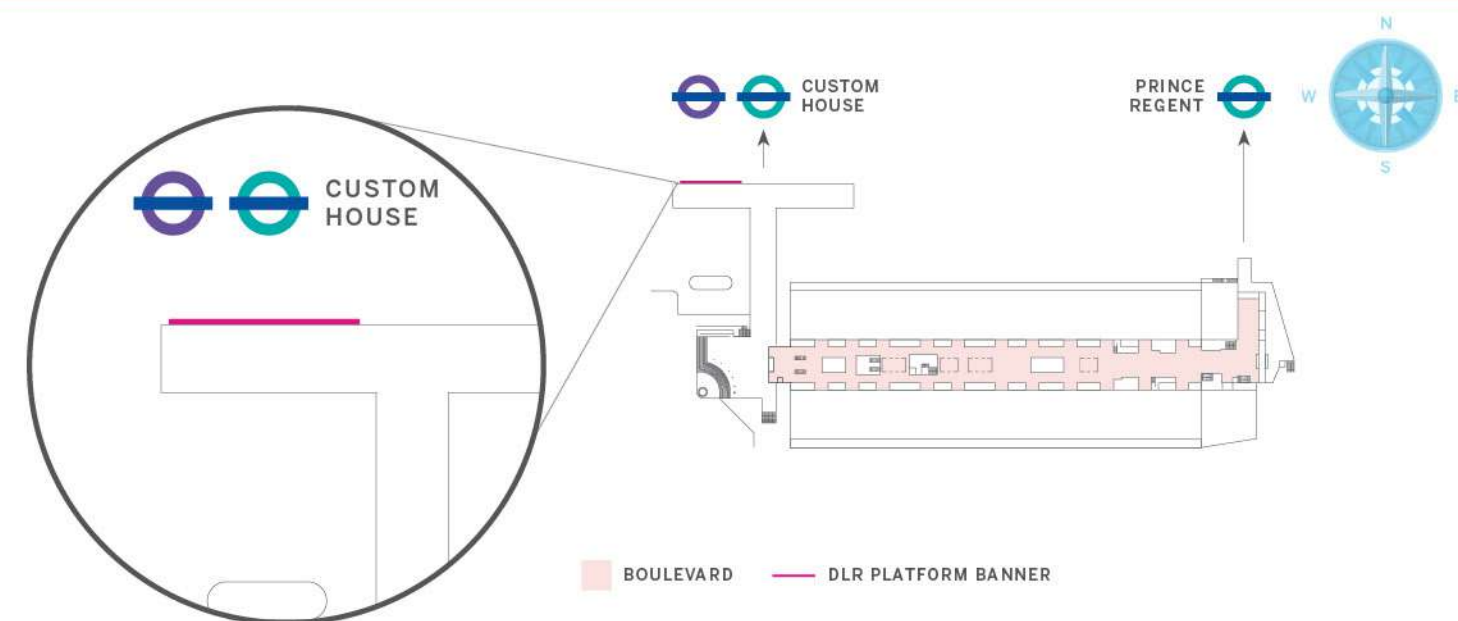 N
W
E
S
CUSTOM
HOUSE
PRINCE
REGENT
CUSTOM
HOUSE
BOULEVARD
DLR PLATFORM BANNER